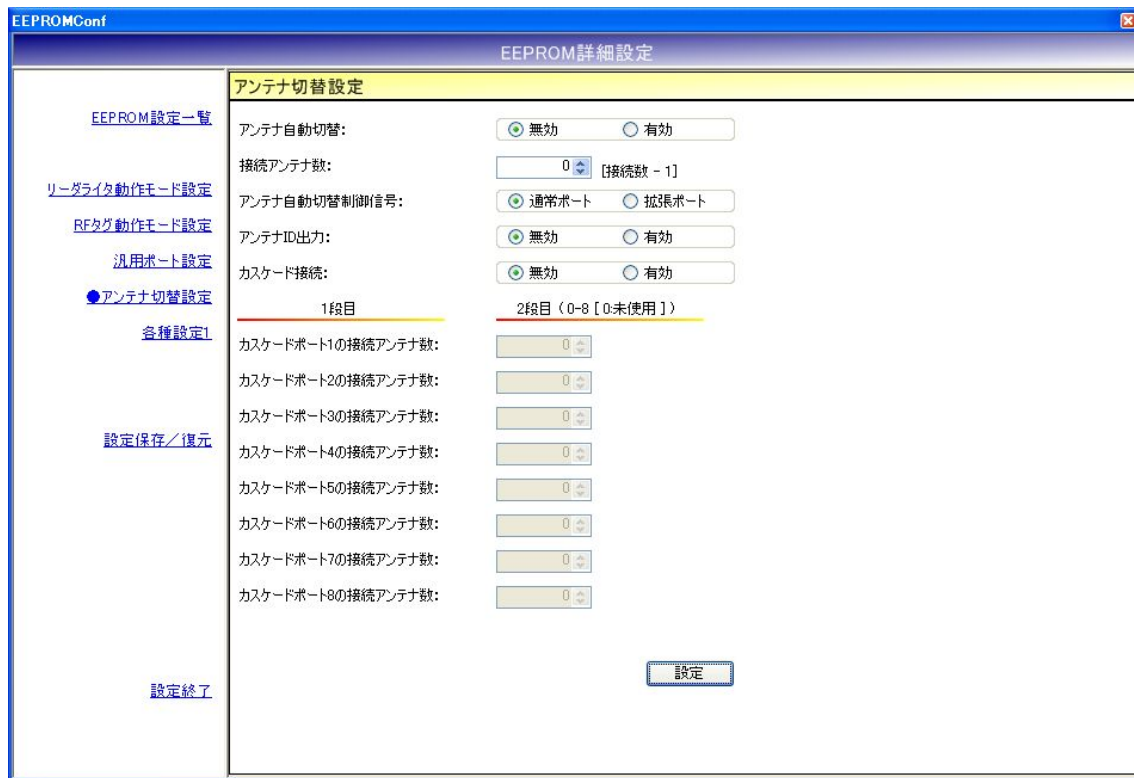 EEPROMConf
EEPROM詳細設定
EEPROM設定一覧
リーダライタ動作モード設定
RFタグ動作モード設定
汎用ポート設定
●アンテナ切替設定
各種設定1
設定保存／復元
設定終了
アンテナ切替設定
アンテナ自動切替: 無効 有効
接続アンテナ数: 0 [接続数 - 1]
アンテナ自動切替制御信号: 通常ポート 拡張ポート
アンテナID出力: 無効 有効
カスケード接続: 無効 有効
1段目 2段目 (0-8 [ 0:未使用 ])
カスケードポート1の接続アンテナ数: 0
カスケードポート2の接続アンテナ数: 0
カスケードポート3の接続アンテナ数: 0
カスケードポート4の接続アンテナ数: 0
カスケードポート5の接続アンテナ数: 0
カスケードポート6の接続アンテナ数: 0
カスケードポート7の接続アンテナ数: 0
カスケードポート8の接続アンテナ数: 0
設定